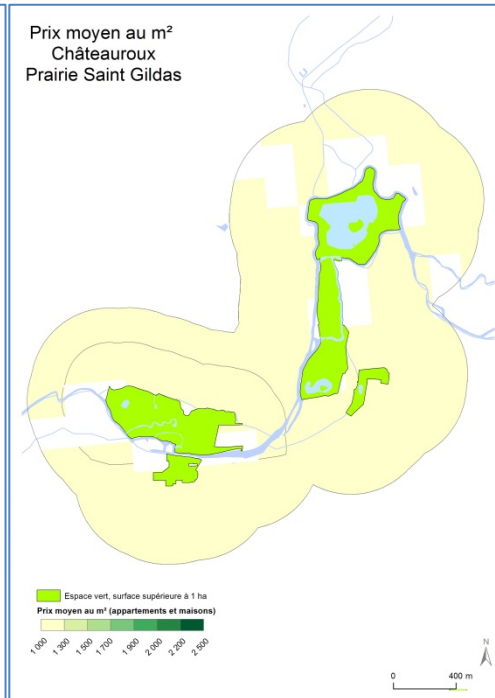 Prix moyen au m²
Châteauroux
Prairie Saint Gildas
Espace vert, surface supérieure à 1 ha
Prix moyen au m² (appartements et maisons)
1 000 1 300 1 500 1 700 1 900 2 000 2 200 2 500
N
0 400 m